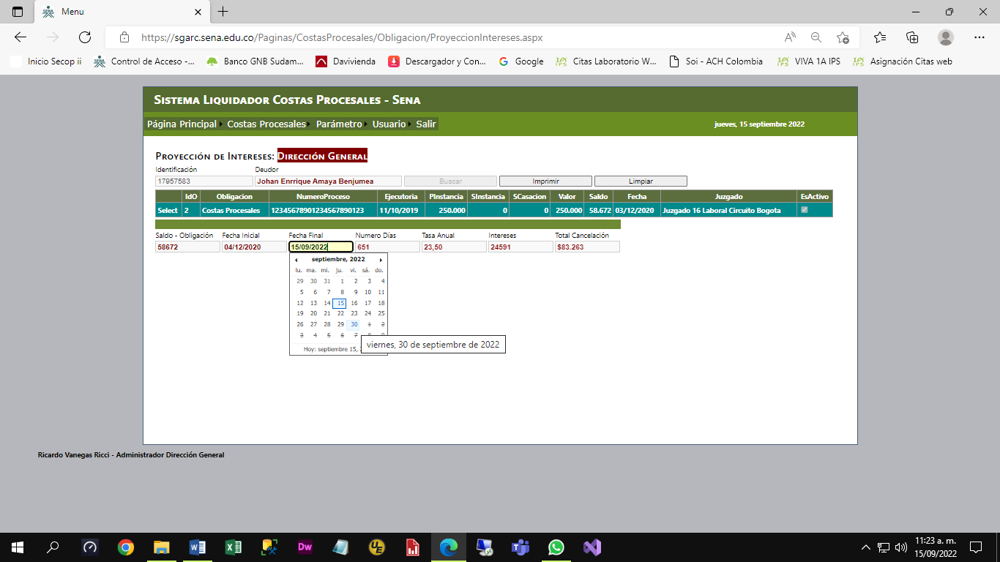 Menu
https://sgarc.sena.edu.co/Paginas/CostasProcesales/Obligacion/ProyeccionIntereses.aspx
Inicio Secop ii Control de Acceso -... Banco GNB Sudam... Davivienda Descargador y Con... Google Citas Laboratorio W... Soi - ACH Colombia VIVA 1A IPS Asignación Citas web
Sistema Liquidador Costas Procesales - Sena
Página Principal Costas Procesales Parámetro Usuario Salir jueves, 15 septiembre 2022
Proyección de Intereses: Dirección General
Identificación Deudor
17957583 Johan Enrrique Amaya Benjumea Buscar Imprimir Limpiar
IdO Obligacion NumeroProceso Ejecutoria PInstancia SInstancia SCasacion Valor Saldo Fecha Juzgado EsActivo
Select 2 Costas Procesales 12345678901234567890123 11/10/2019 250.000 0 0 250.000 58.672 03/12/2020 Juzgado 16 Laboral Circuito Bogota
Saldo - Obligación Fecha Inicial Fecha Final Numero Días Tasa Anual Intereses Total Cancelación
58672 04/12/2020 15/09/2022 651 23,50 24591 $83.263
septiembre, 2022
lu. ma. mi. ju. vi. sá. do.
29 30 31 1 2 3 4
5 6 7 8 9 10 11
12 13 14 15 16 17 18
19 20 21 22 23 24 25
26 27 28 29 30 1 2
3 4 5 6 7 8 9
Hoy: septiembre 15,
viernes, 30 de septiembre de 2022
Ricardo Vanegas Ricci - Administrador Dirección General
11:23 a. m.
15/09/2022